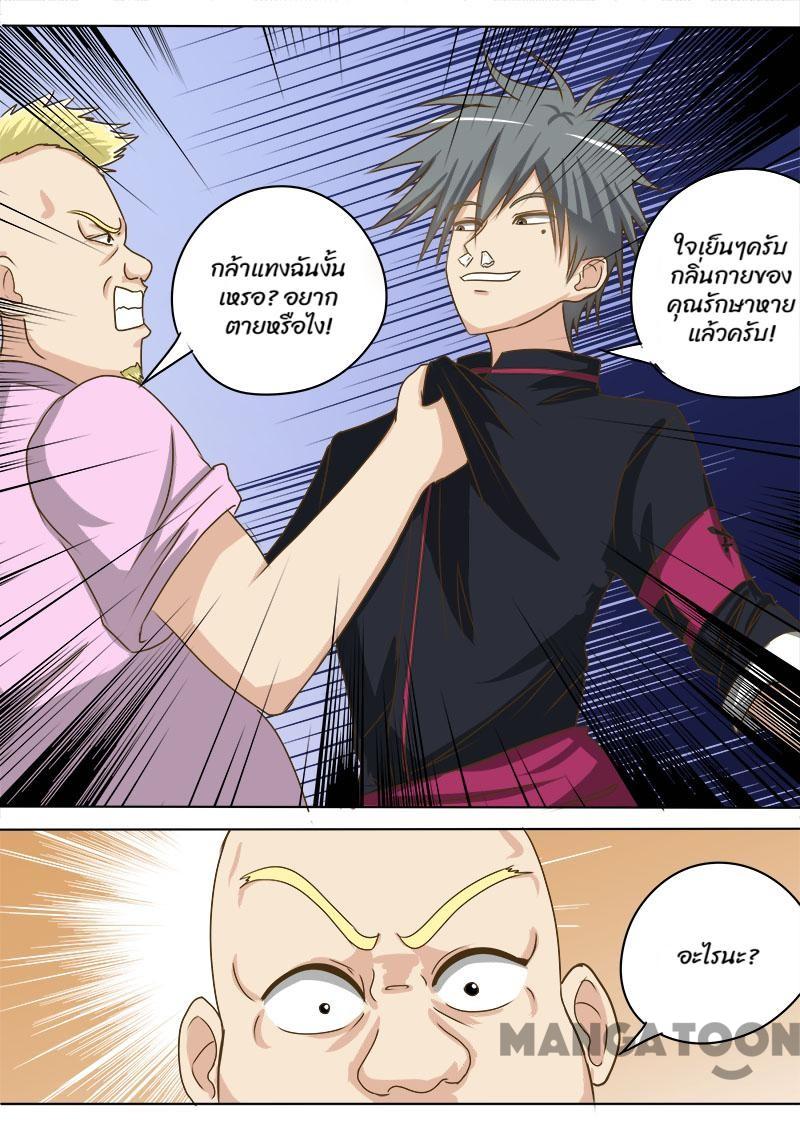 กล้าแทงฉันงั้น
เหรอ? อยาก
ตายหรือไง!
ใจเย็นๆครับ
กลิ่นกายของ
คุณรักษาหาย
แล้วครับ!
อะไรนะ?
MANGATOON